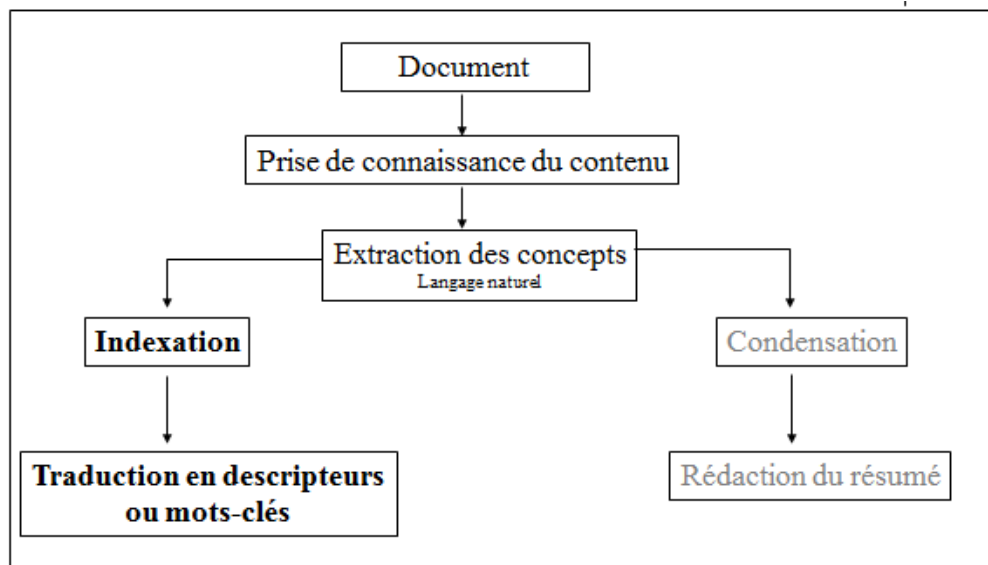 Document
Prise de connaissance du contenu
Extraction des concepts
Langage naturel
Indexation
Condensation
Traduction en descripteurs
ou mots-clés
Rédaction du résumé